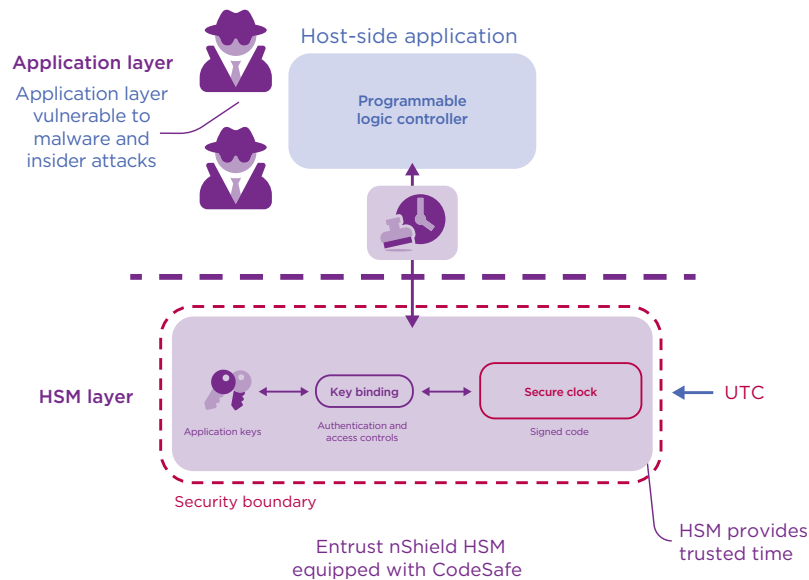 Host-side application
Application layer
Application layer
vulnerable to
malware and
insider attacks
Programmable
logic controller
HSM layer
Key binding
Secure clock
UTC
Application keys
Authentication and
access controls
Signed code
Security boundary
HSM provides
trusted time
Entrust nShield HSM
equipped with CodeSafe